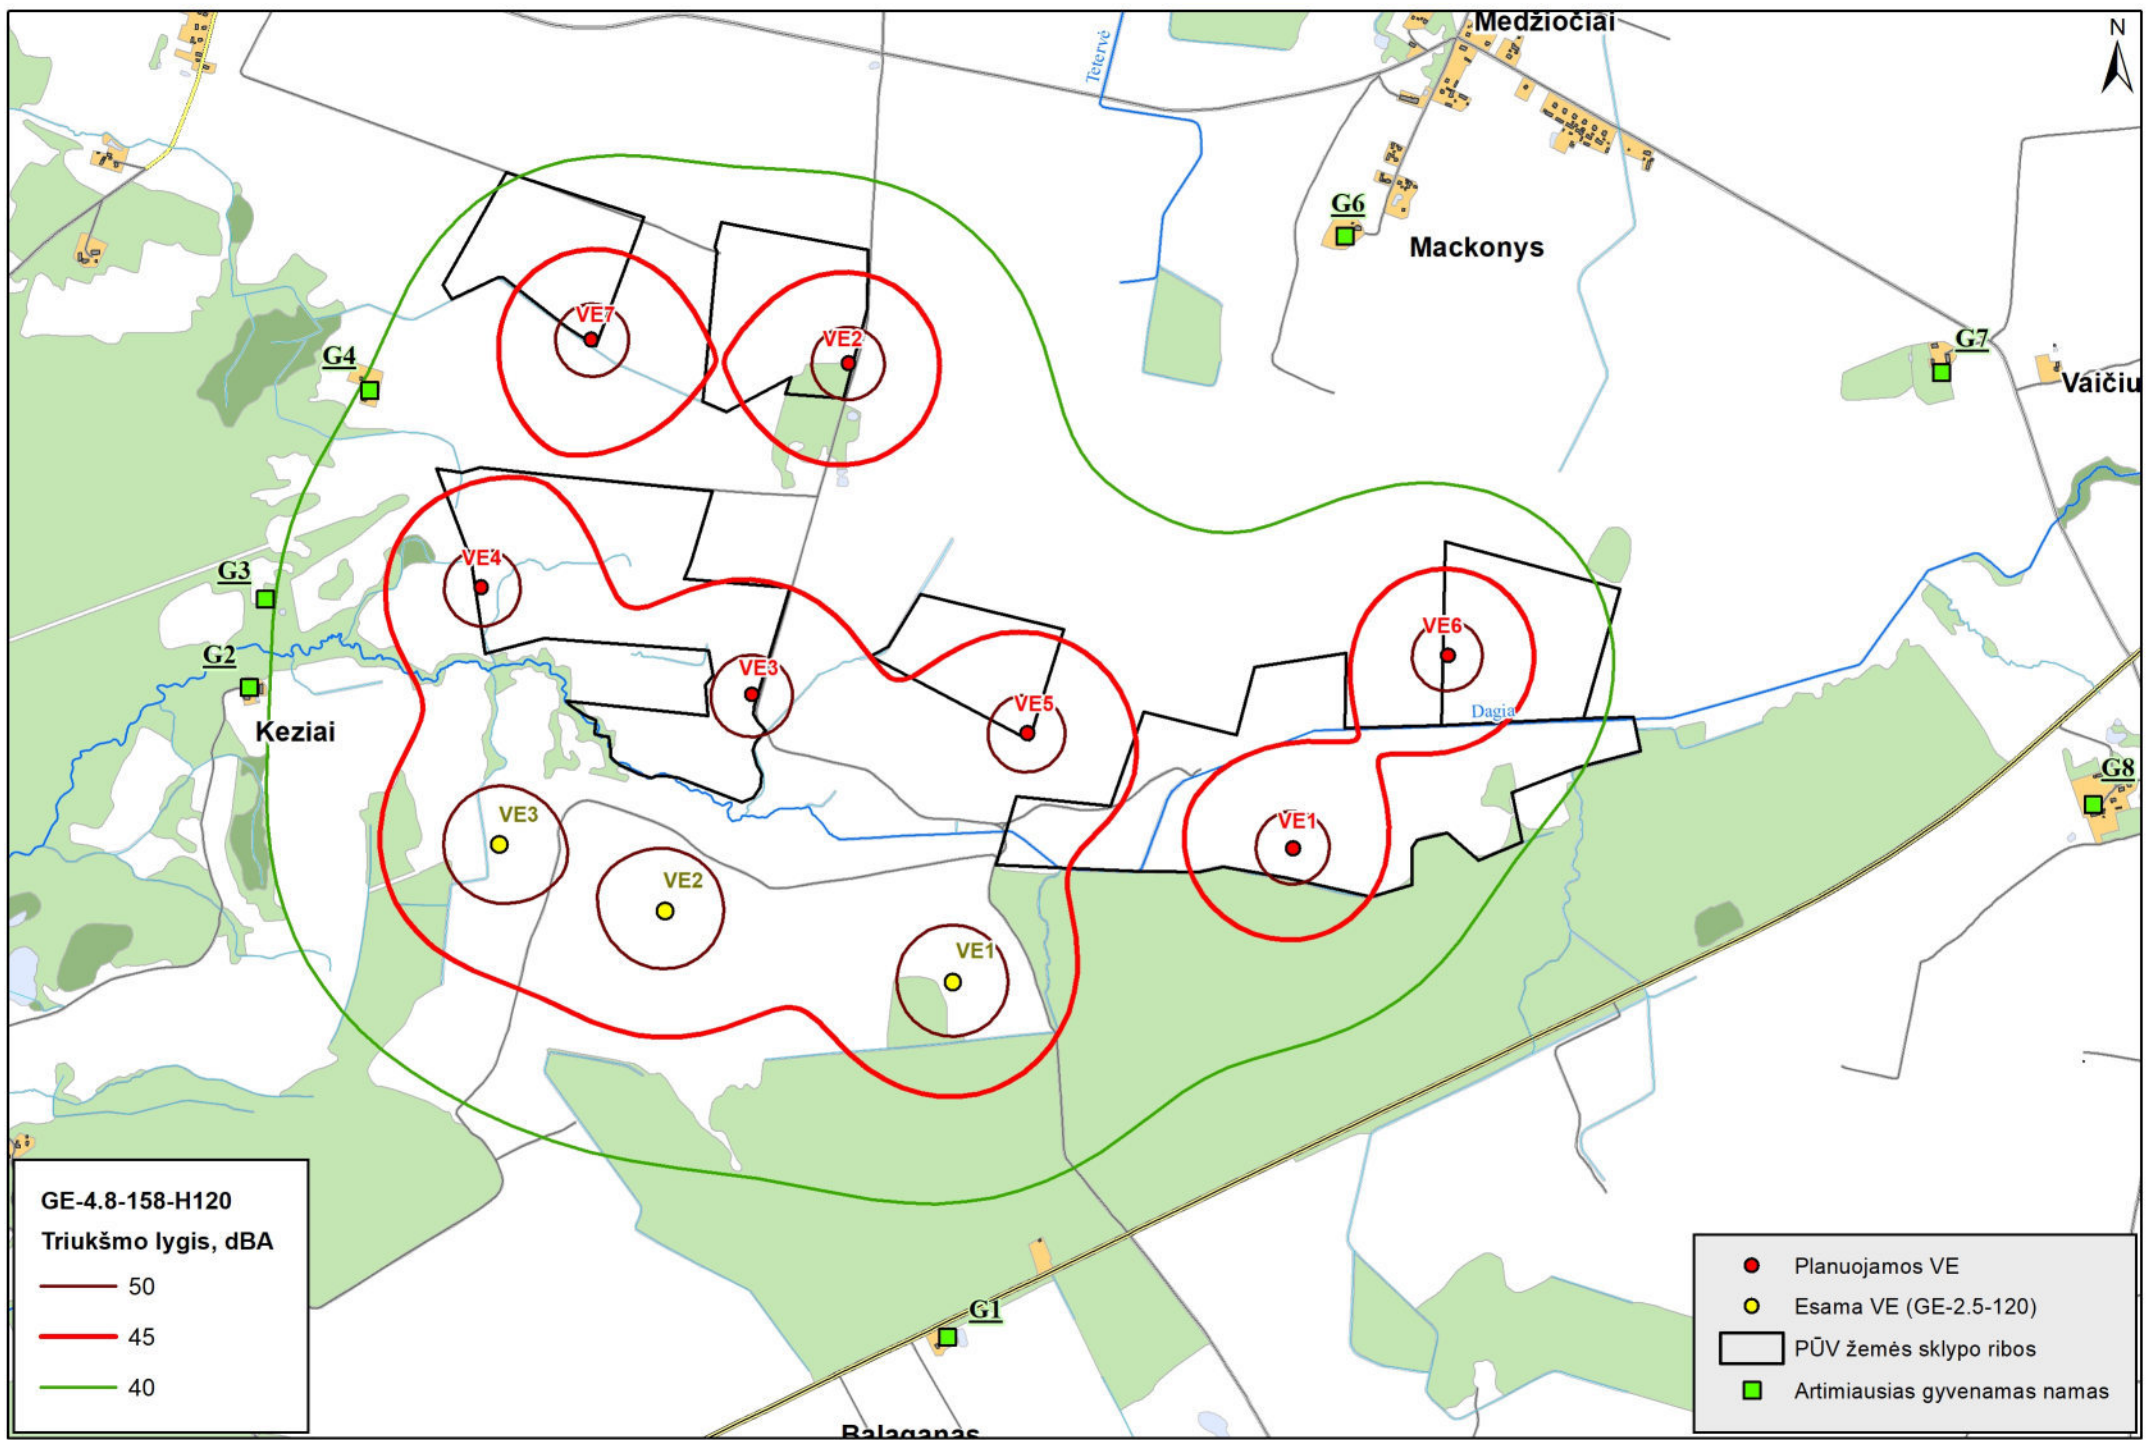 Medžiočiai
N
Tetervė
G6
Mackonys
VE7
VE2
G4
G7
Vaičiu
VE4
G3
VE6
G2
VE3
VE5
Dagia
Keziai
G8
VE3
VE1
VE2
VE1
GE-4.8-158-H120
Triukšmo lygis, dBA
50
45
40
G1
Balaganas
Planuojamos VE
Esama VE (GE-2.5-120)
PŪV žemės sklypo ribos
Artimiausias gyvenamas namas